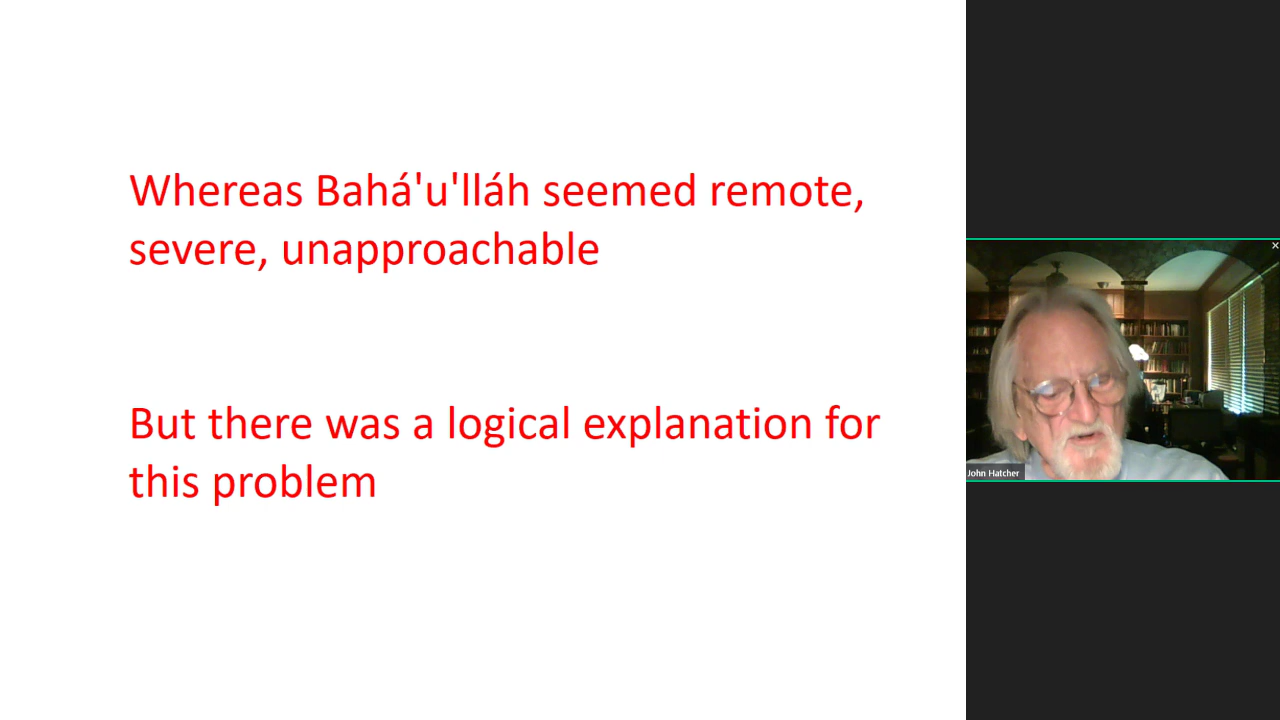 Whereas Bahá'u'lláh seemed remote,
severe, unapproachable
But there was a logical explanation for
this problem
John Hatcher